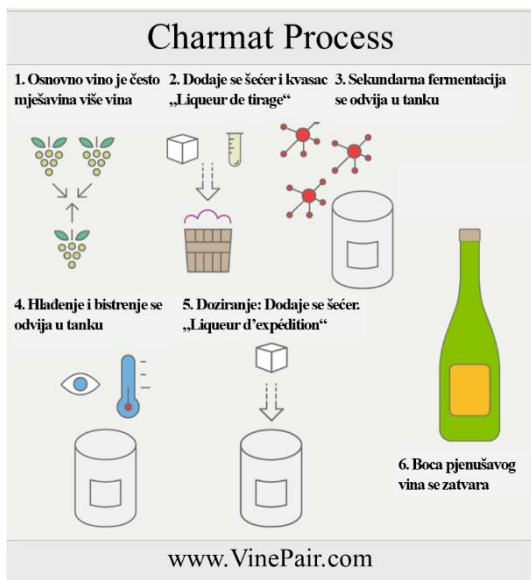 Charmat Process
1. Osnovno vino je često
mješavina više vina
2. Dodaje se šećer i kvasac
„Liqueur de tirage“
3. Sekundarna fermentacija
se odvija u tanku
4. Hlađenje i bistrenje se
odvija u tanku
5. Doziranje: Dodaje se šećer.
„Liqueur d’expédition“
6. Boca pjenušavog
vina se zatvara
www.VinePair.com